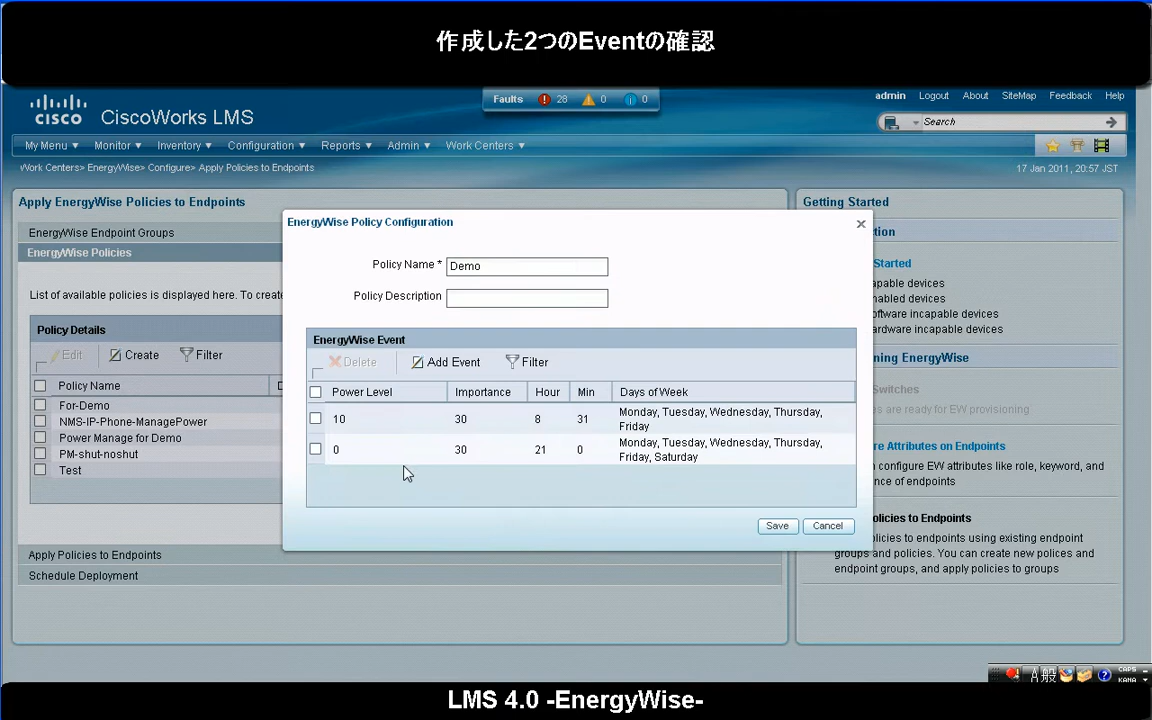 作成した2つのEventの確認
CISCO CiscoWorks LMS
Faults 28 0 0
admin Logout About SiteMap Feedback Help
Search
My Menu Monitor Inventory Configuration Reports Admin Work Centers
Work Centers> EnergyWise> Configure> Apply Policies to Endpoints
17 Jan 2011, 20:57 JST
Apply EnergyWise Policies to Endpoints
EnergyWise Endpoint Groups
EnergyWise Policies
List of available policies is displayed here. To create
Policy Details
Edit Create Filter
Policy Name
For-Demo
NMS-IP-Phone-ManagePower
Power Manage for Demo
PM-shut-noshut
Test
Apply Policies to Endpoints
Schedule Deployment
EnergyWise Policy Configuration
Policy Name * Demo
Policy Description
EnergyWise Event
Delete Add Event Filter
Power Level Importance Hour Min Days of Week
10 30 8 31 Monday, Tuesday, Wednesday, Thursday,
Friday
0 30 21 0 Monday, Tuesday, Wednesday, Thursday,
Friday, Saturday
Save Cancel
Getting Started
ction
Started
apable devices
nabled devices
oftware incapable devices
ardware incapable devices
ning EnergyWise
Switches
es are ready for EW provisioning
re Attributes on Endpoints
n configure EW attributes like role, keyword, and
nce of endpoints
olicies to Endpoints
olicies to endpoints using existing endpoint
groups and policies. You can create new polices and
endpoint groups, and apply policies to groups
A 般 CAPS
KANA
LMS 4.0 -EnergyWise-